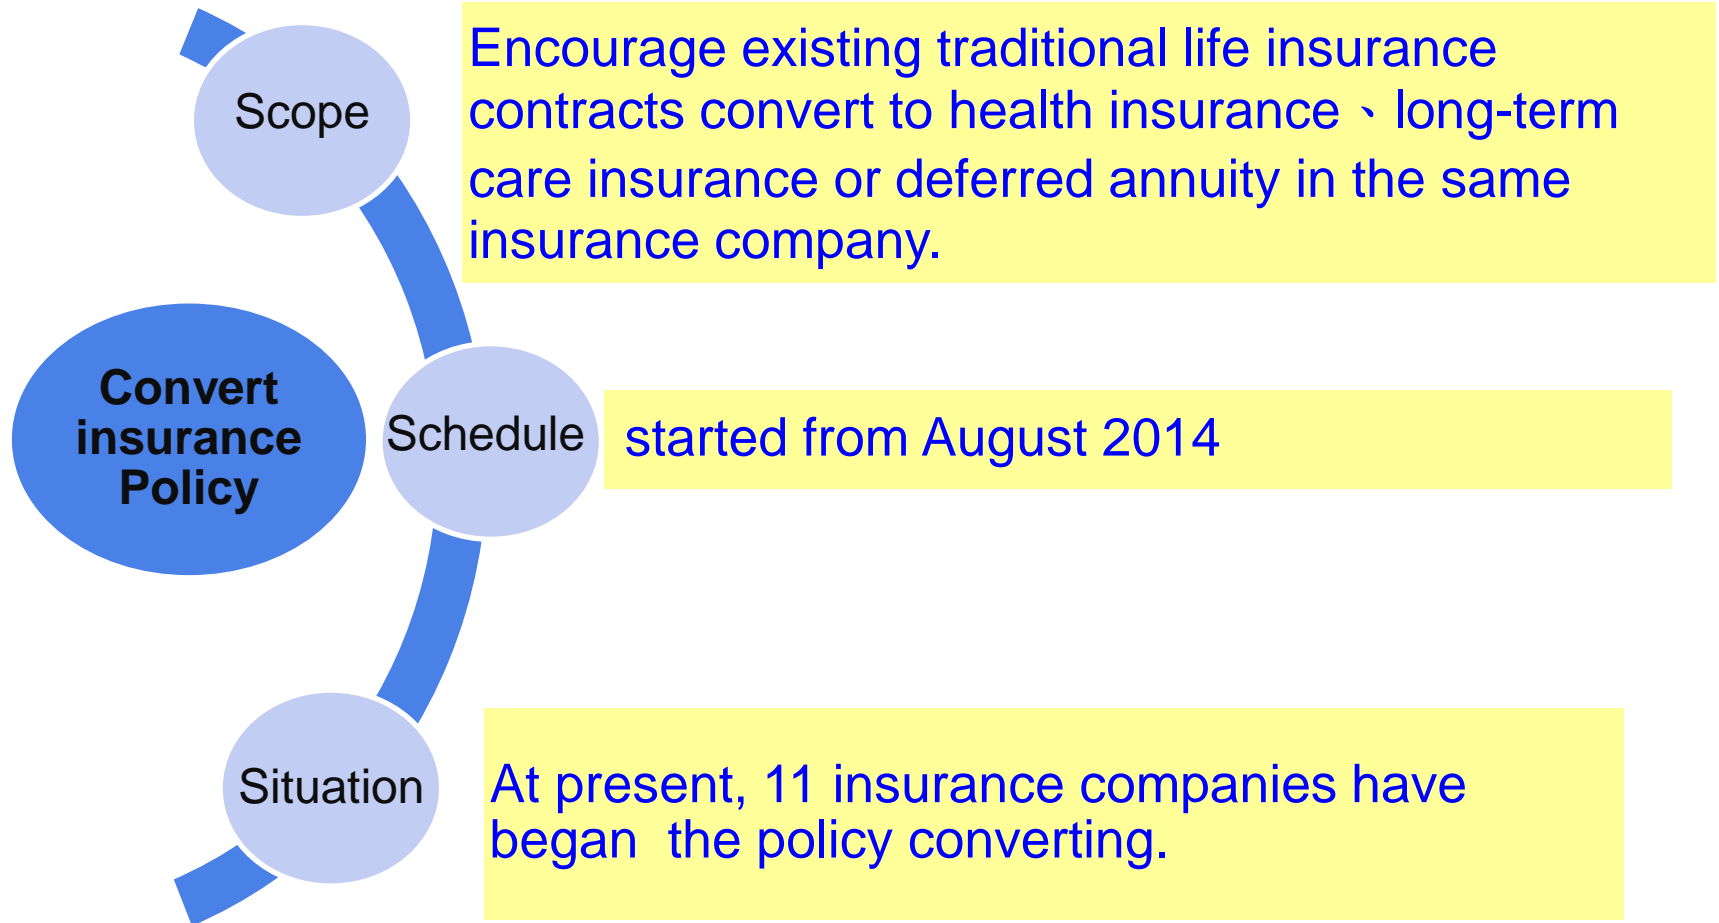 Scope
Encourage existing traditional life insurance
contracts convert to health insurance、long-term
care insurance or deferred annuity in the same
insurance company.
Convert
insurance
Policy
Schedule
started from August 2014
Situation
At present, 11 insurance companies have
began  the policy converting.